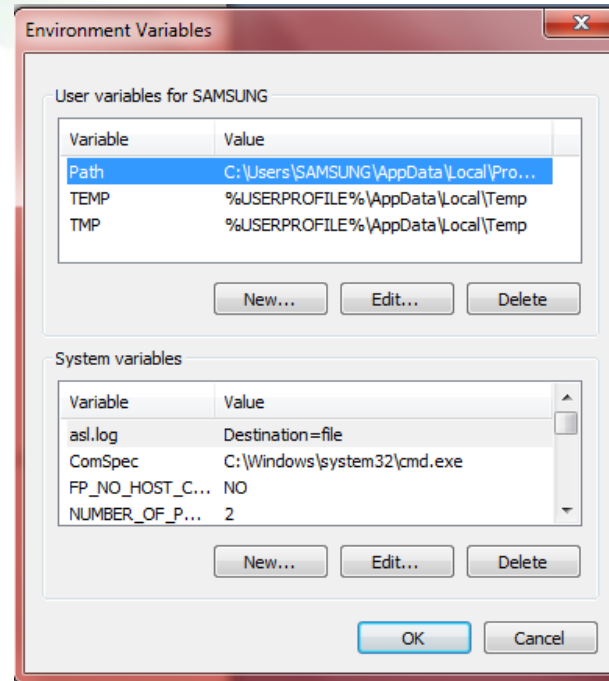 Environment Variables
User variables for SAMSUNG
Variable Value
Path C:\Users\SAMSUNG\AppData\Local\Pro...
TEMP %USERPROFILE%\AppData\Local\Temp
TMP %USERPROFILE%\AppData\Local\Temp
New... Edit... Delete
System variables
Variable Value
asl.log Destination=file
ComSpec C:\Windows\system32\cmd.exe
FP_NO_HOST_C... NO
NUMBER_OF_P... 2
New... Edit... Delete
OK Cancel